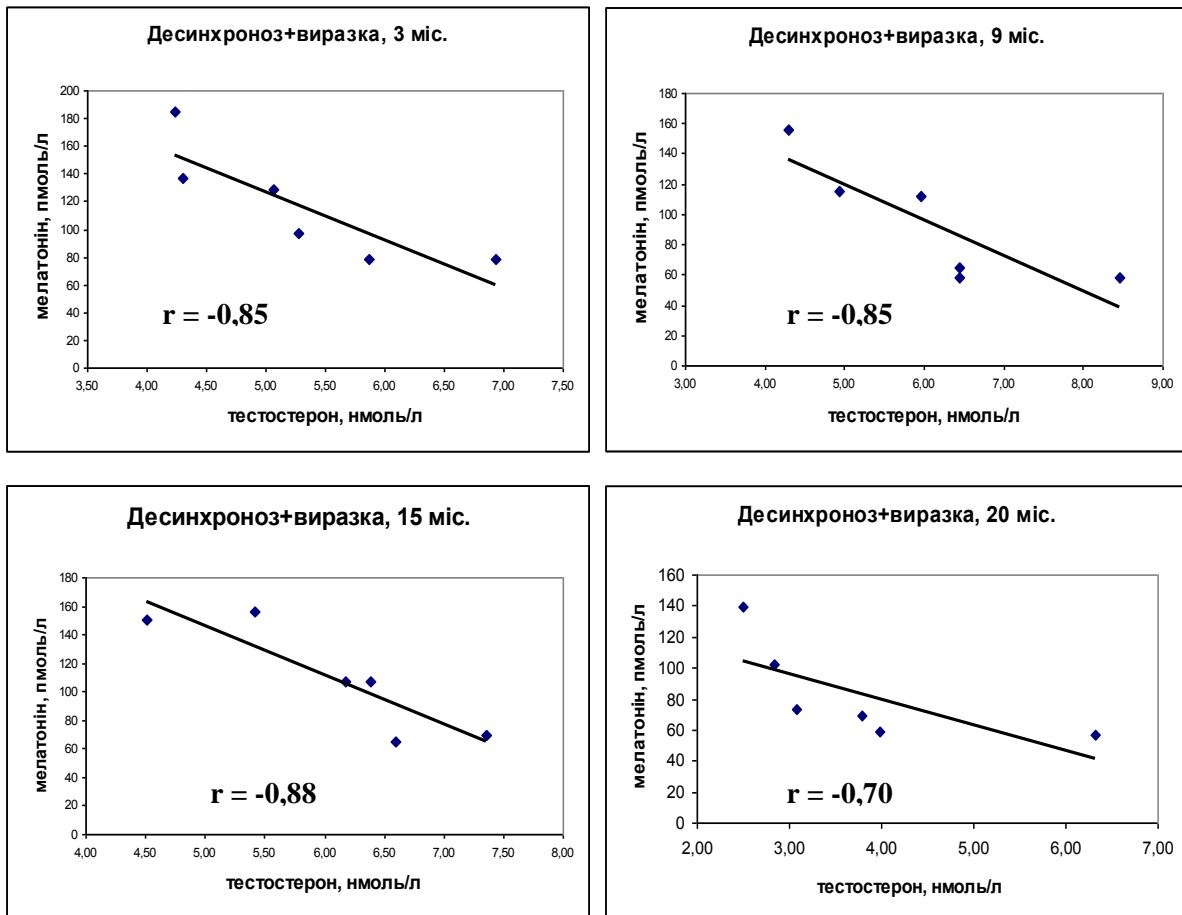 Десинхроноз+виразка, 3 міс.
мелатонін, пмоль/л
200
180
160
140
120
100
80
60
40
20
0
r = -0,85
3,50 4,00 4,50 5,00 5,50 6,00 6,50 7,00 7,50
тестостерон, нмоль/л
Десинхроноз+виразка, 9 міс.
мелатонін, пмоль/л
180
160
140
120
100
80
60
40
20
0
r = -0,85
3,00 4,00 5,00 6,00 7,00 8,00 9,00
тестостерон, нмоль/л
Десинхроноз+виразка, 15 міс.
мелатонін, пмоль/л
180
160
140
120
100
80
60
40
20
0
r = -0,88
4,00 4,50 5,00 5,50 6,00 6,50 7,00 7,50 8,00
тестостерон, нмоль/л
Десинхроноз+виразка, 20 міс.
мелатонін, пмоль/л
160
140
120
100
80
60
40
20
0
r = -0,70
2,00 3,00 4,00 5,00 6,00 7,00
тестостерон, нмоль/л